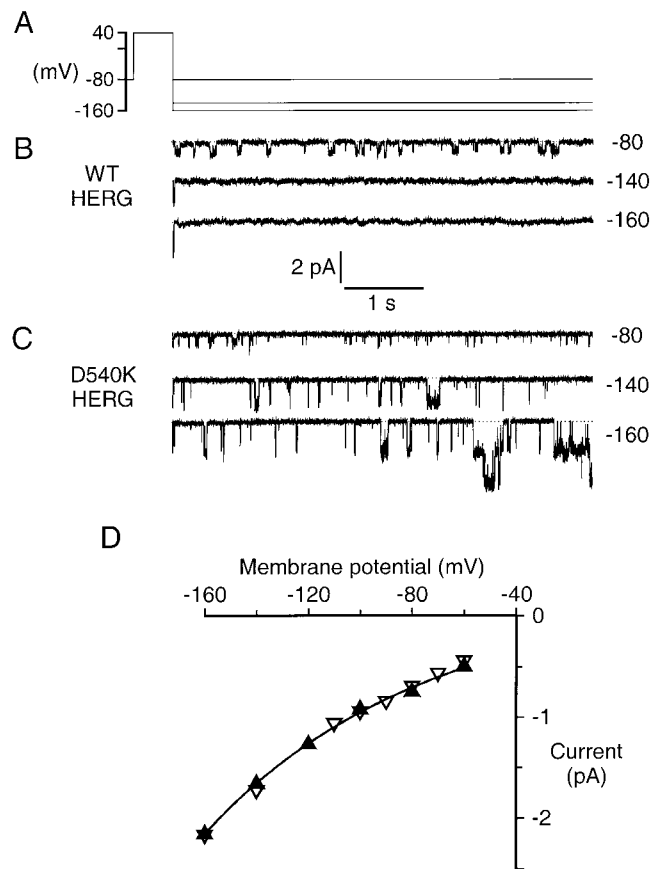 A
40
(mV)
-80
-160
B
WT
HERG
-80
-140
-160
2 pA
1 s
C
D540K
HERG
-80
-140
-160
D
Membrane potential (mV)
-160 -120 -80 -40
0
-1
Current
(pA)
-2